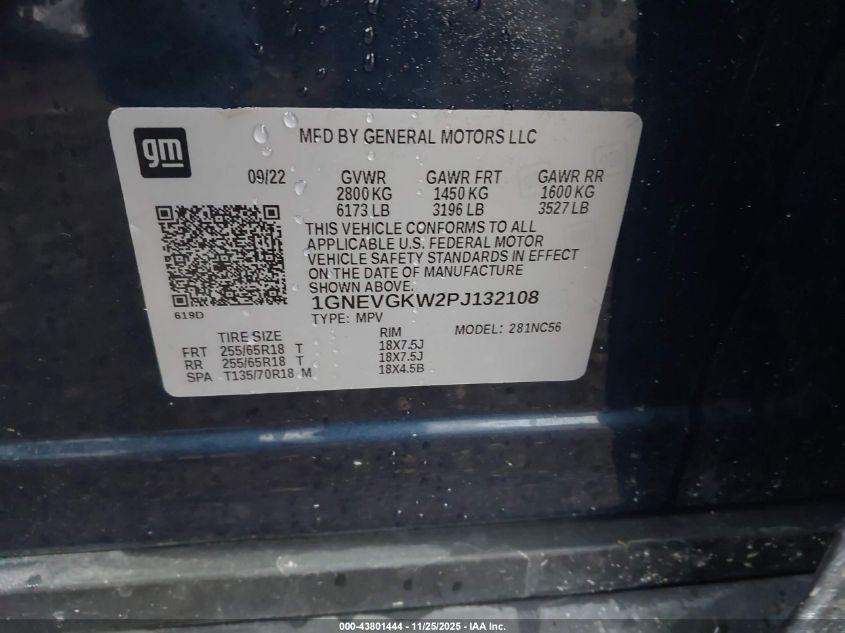 gm
MFD BY GENERAL MOTORS LLC
09/22 GVWR GAWR FRT GAWR RR
2800 KG 1450 KG 1600 KG
6173 LB 3196 LB 3527 LB
THIS VEHICLE CONFORMS TO ALL
APPLICABLE U.S. FEDERAL MOTOR
VEHICLE SAFETY STANDARDS IN EFFECT
ON THE DATE OF MANUFACTURE
SHOWN ABOVE.
1GNEVGKW2PJ132108
619D
TYPE: MPV MODEL: 281NC56
TIRE SIZE RIM
FRT 255/65R18 T 18X7.5J
RR 255/65R18 T 18X7.5J
SPA T135/70R18 M 18X4.5B
000-43801444 - 11/25/2025 - IAA Inc.